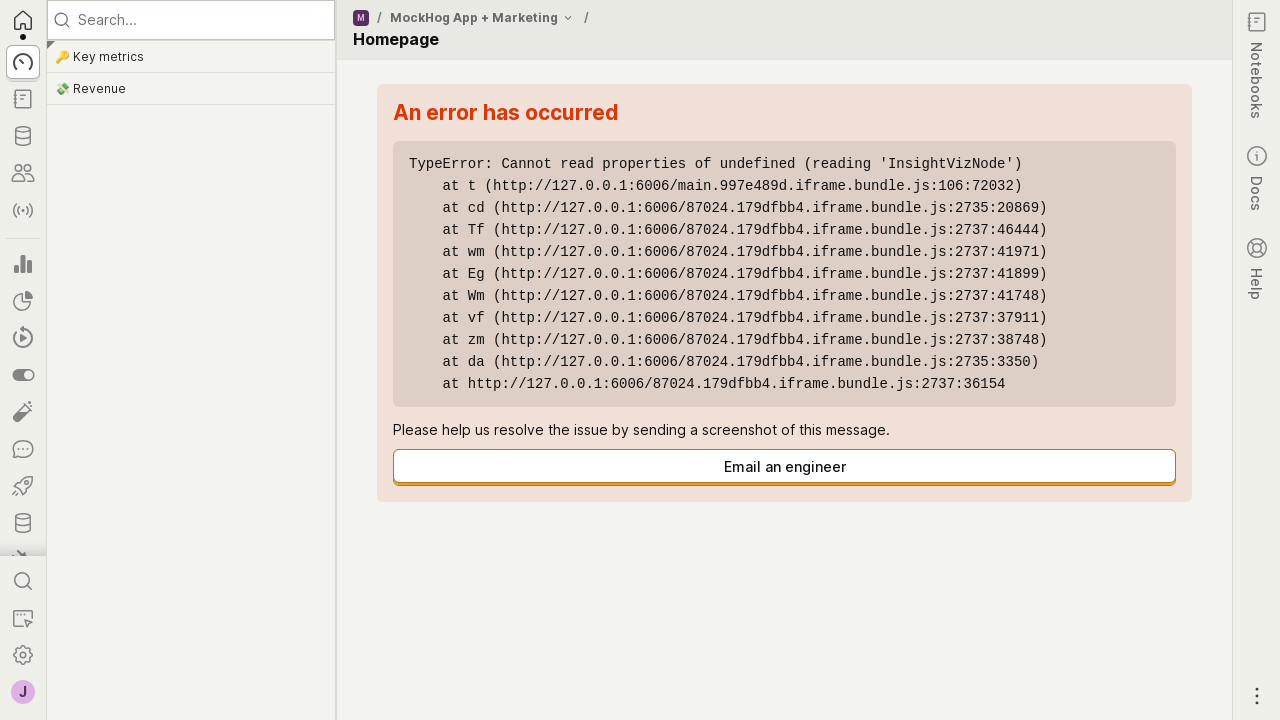 Search...
🔑 Key metrics
💸 Revenue
M / MockHog App + Marketing /
Homepage
An error has occurred
TypeError: Cannot read properties of undefined (reading 'InsightVizNode')
at t (http://127.0.0.1:6006/main.997e489d.iframe.bundle.js:106:72032)
at cd (http://127.0.0.1:6006/87024.179dfbb4.iframe.bundle.js:2735:20869)
at Tf (http://127.0.0.1:6006/87024.179dfbb4.iframe.bundle.js:2737:46444)
at wm (http://127.0.0.1:6006/87024.179dfbb4.iframe.bundle.js:2737:41971)
at Eg (http://127.0.0.1:6006/87024.179dfbb4.iframe.bundle.js:2737:41899)
at Wm (http://127.0.0.1:6006/87024.179dfbb4.iframe.bundle.js:2737:41748)
at vf (http://127.0.0.1:6006/87024.179dfbb4.iframe.bundle.js:2737:37911)
at zm (http://127.0.0.1:6006/87024.179dfbb4.iframe.bundle.js:2737:38748)
at da (http://127.0.0.1:6006/87024.179dfbb4.iframe.bundle.js:2735:3350)
at http://127.0.0.1:6006/87024.179dfbb4.iframe.bundle.js:2737:36154
Please help us resolve the issue by sending a screenshot of this message.
Email an engineer
Notebooks
Docs
Help
J